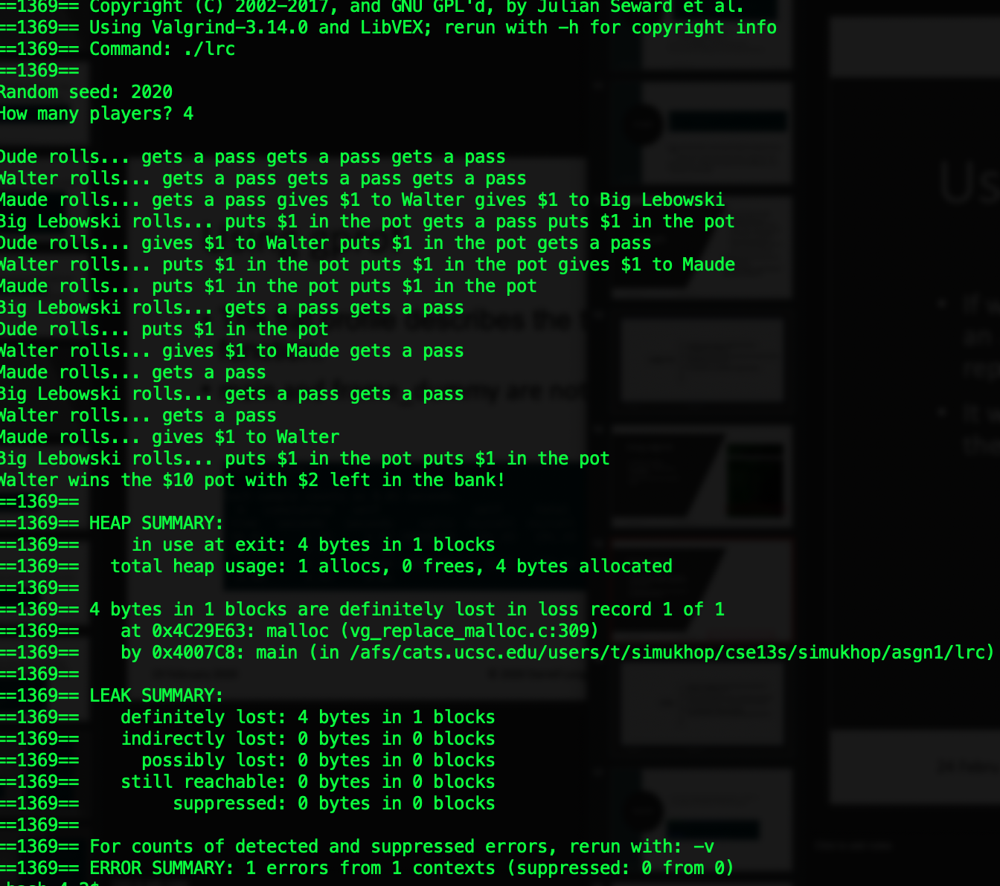 ==1369== Copyright (C) 2002-2017, and GNU GPL'd, by Julian Seward et al.
==1369== Using Valgrind-3.14.0 and LibVEX; rerun with -h for copyright info
==1369== Command: ./lrc
==1369==
Random seed: 2020
How many players? 4
Dude rolls... gets a pass gets a pass gets a pass
Walter rolls... gets a pass gets a pass gets a pass
Maude rolls... gets a pass gives $1 to Walter gives $1 to Big Lebowski
Big Lebowski rolls... puts $1 in the pot gets a pass puts $1 in the pot
Dude rolls... gives $1 to Walter puts $1 in the pot gets a pass
Walter rolls... puts $1 in the pot puts $1 in the pot gives $1 to Maude
Maude rolls... puts $1 in the pot puts $1 in the pot
Big Lebowski rolls... gets a pass gets a pass
Dude rolls... puts $1 in the pot
Walter rolls... gives $1 to Maude gets a pass
Maude rolls... gets a pass
Big Lebowski rolls... gets a pass gets a pass
Walter rolls... gets a pass
Maude rolls... gives $1 to Walter
Big Lebowski rolls... puts $1 in the pot puts $1 in the pot
Walter wins the $10 pot with $2 left in the bank!
==1369==
==1369== HEAP SUMMARY:
==1369==     in use at exit: 4 bytes in 1 blocks
==1369==   total heap usage: 1 allocs, 0 frees, 4 bytes allocated
==1369==
==1369== 4 bytes in 1 blocks are definitely lost in loss record 1 of 1
==1369==    at 0x4C29E63: malloc (vg_replace_malloc.c:309)
==1369==    by 0x4007C8: main (in /afs/cats.ucsc.edu/users/t/simukhop/cse13s/simukhop/asgn1/lrc)
==1369==
==1369== LEAK SUMMARY:
==1369==    definitely lost: 4 bytes in 1 blocks
==1369==    indirectly lost: 0 bytes in 0 blocks
==1369==      possibly lost: 0 bytes in 0 blocks
==1369==    still reachable: 0 bytes in 0 blocks
==1369==         suppressed: 0 bytes in 0 blocks
==1369==
==1369== For counts of detected and suppressed errors, rerun with: -v
==1369== ERROR SUMMARY: 1 errors from 1 contexts (suppressed: 0 from 0)